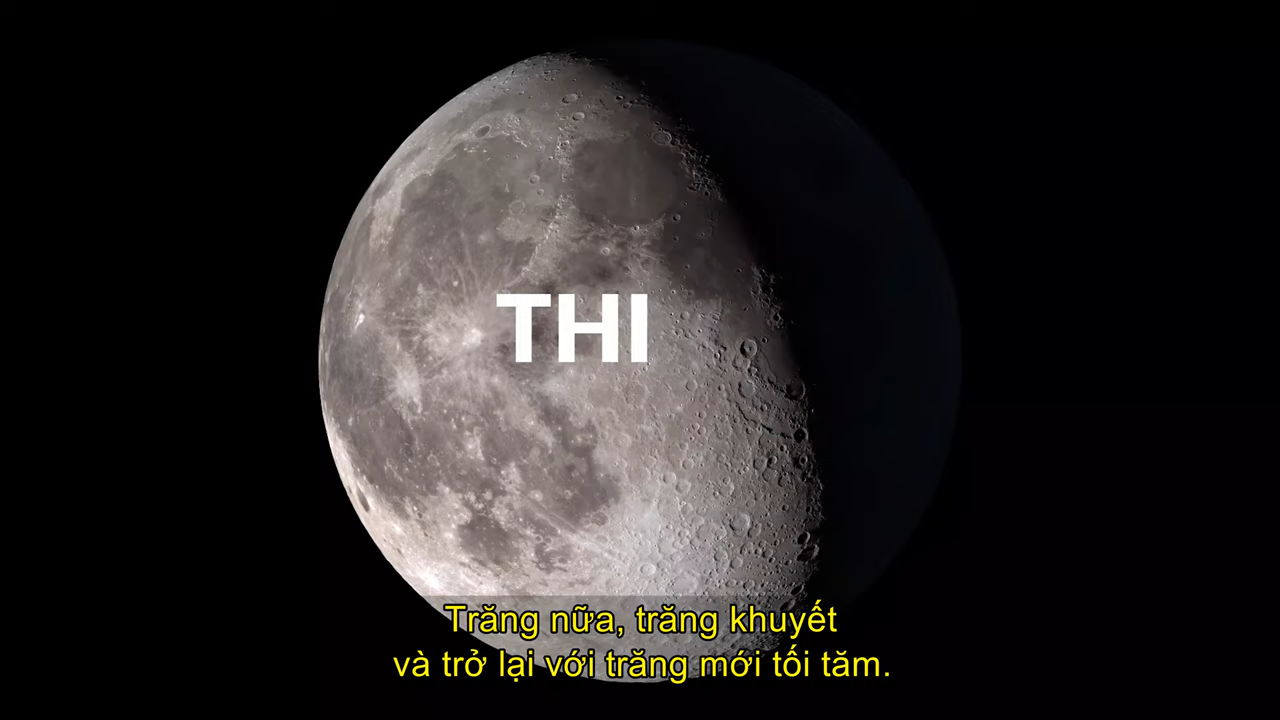 THI
Trăng nữa, trăng khuyết
và trở lại với trăng mới tối tăm.